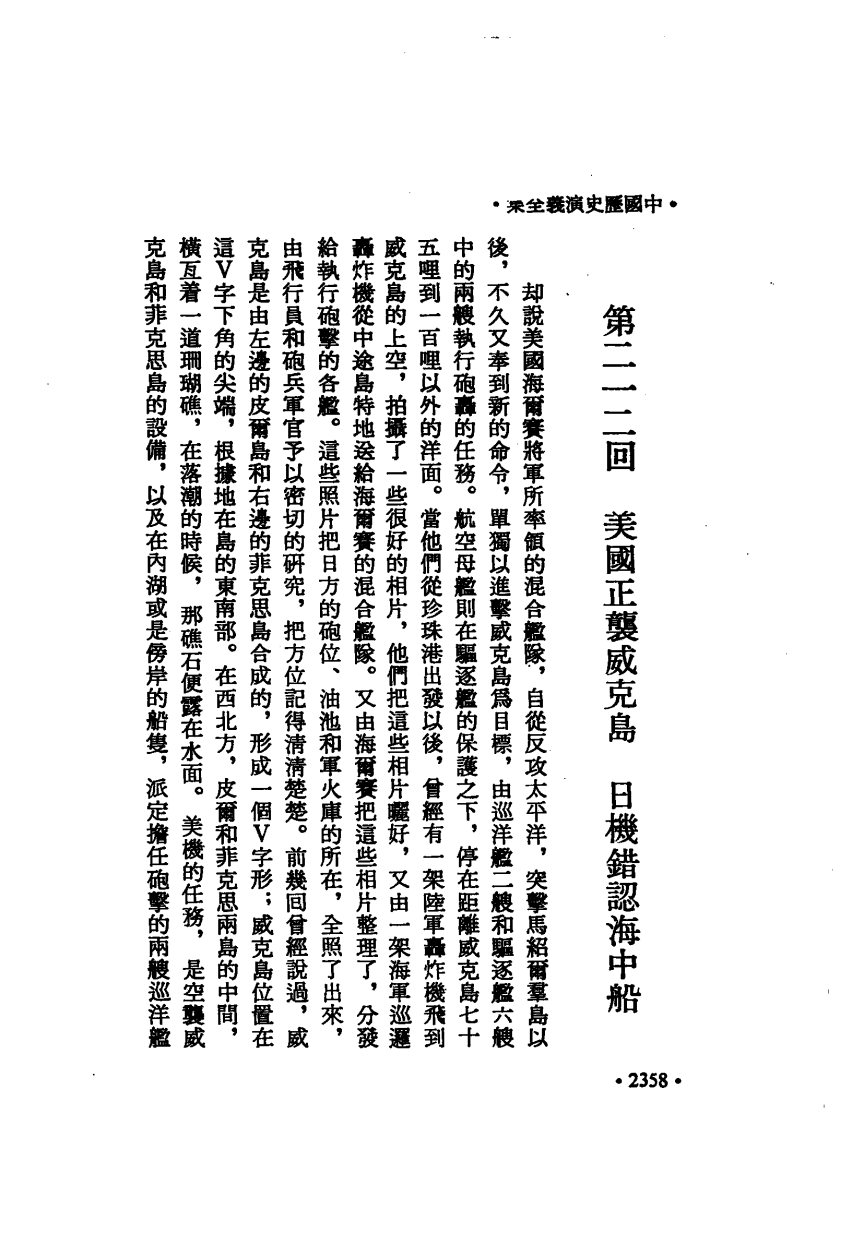 •中國歷史演義全集•
第二一二回　美國正襲威克島　日機錯認海中船
却說美國海爾賽將軍所率領的混合艦隊，自從反攻太平洋，突擊馬紹爾羣島以
後，不久又奉到新的命令，單獨以進擊威克島爲目標，由巡洋艦二艘和驅逐艦六艘
中的兩艘執行砲轟的任務。航空母艦則在驅逐艦的保護之下，停在距離威克島七十
五哩到一百哩以外的洋面。當他們從珍珠港出發以後，曾經有一架陸軍轟炸機飛到
威克島的上空，拍攝了一些很好的相片，他們把這些相片曬好，又由一架海軍巡邏
轟炸機從中途島特地送給海爾賽的混合艦隊。又由海爾賽把這些相片整理了，分發
給執行砲擊的各艦。這些照片把日方的砲位、油池和軍火庫的所在，全照了出來，
由飛行員和砲兵軍官予以密切的研究，把方位記得清清楚楚。前幾回曾經說過，威
克島是由左邊的皮爾島和右邊的菲克思島合成的，形成一個V字形；威克島位置在
這V字下角的尖端，根據地在島的東南部。在西北方，皮爾和菲克思兩島的中間，
橫亙着一道珊瑚礁，在落潮的時候，那礁石便露在水面。美機的任務，是空襲威
克島和菲克思島的設備，以及在內湖或是傍岸的船隻，派定擔任砲擊的兩艘巡洋艦
•2358•